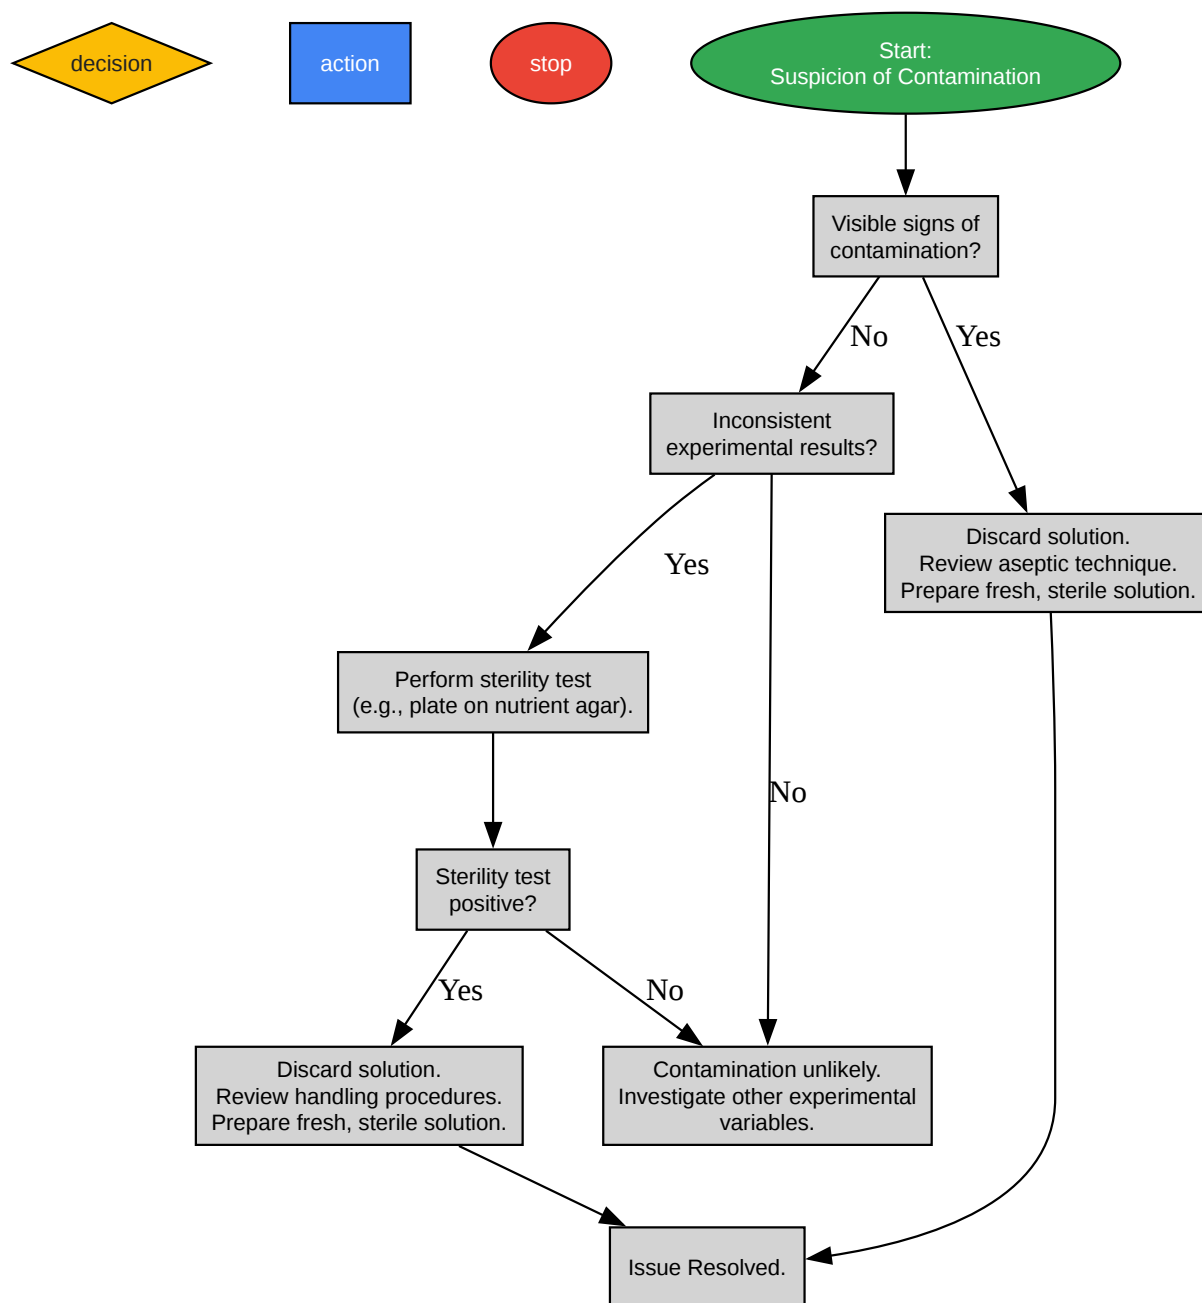 decision
action
stop
Start:
Suspicion of Contamination
Visible signs of
contamination?
No
Yes
Inconsistent
experimental results?
Discard solution.
Review aseptic technique.
Prepare fresh, sterile solution.
Yes
Perform sterility test
(e.g., plate on nutrient agar).
No
Sterility test
positive?
Yes
No
Discard solution.
Review handling procedures.
Prepare fresh, sterile solution.
Contamination unlikely.
Investigate other experimental
variables.
Issue Resolved.